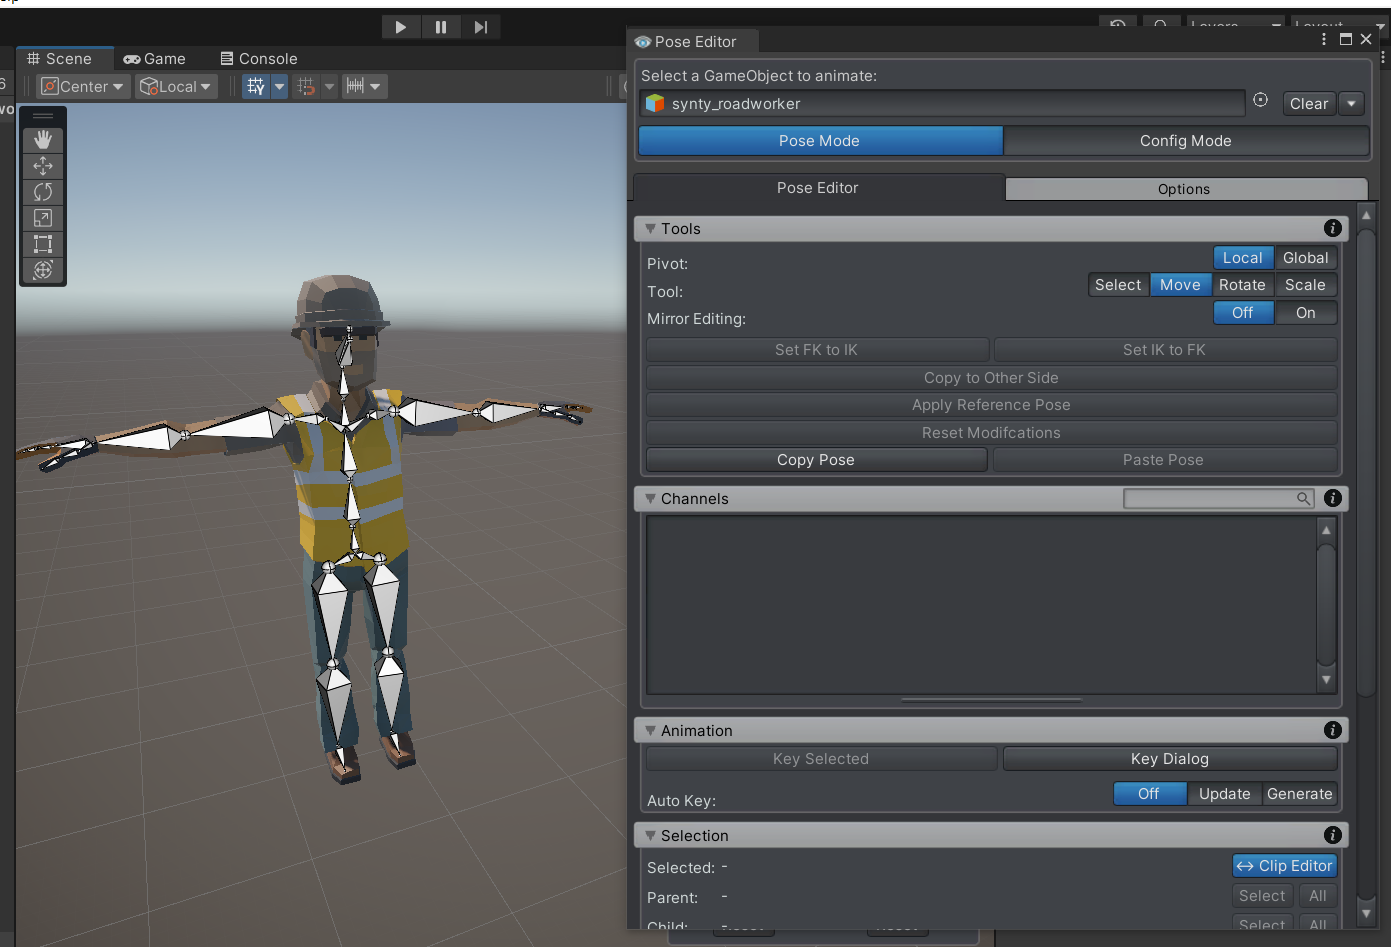 Scene
Game
Console
Center
Local
Pose Editor
Select a GameObject to animate:
synty_roadworker
Clear
Pose Mode
Config Mode
Pose Editor
Options
Tools
Pivot:
Local
Global
Tool:
Select
Move
Rotate
Scale
Mirror Editing:
Off
On
Set FK to IK
Set IK to FK
Copy to Other Side
Apply Reference Pose
Reset Modifcations
Copy Pose
Paste Pose
Channels
Animation
Key Selected
Key Dialog
Auto Key:
Off
Update
Generate
Selection
Selected: -
Clip Editor
Parent: -
Select
All
Child: -
Select
All